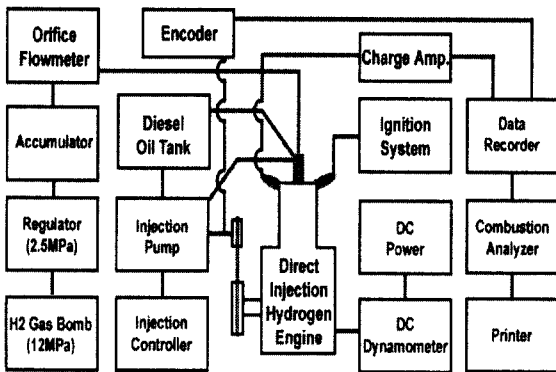 Orifice
Flowmeter
Encoder
Charge Amp.
Accumulator
Diesel
Oil Tank
Ignition
System
Data
Recorder
Regulator
(2.5MPa)
Injection
Pump
DC
Power
Combustion
Analyzer
Direct
Injection
Hydrogen
Engine
H2 Gas Bomb
(12MPa)
Injection
Controller
DC
Dynamometer
Printer